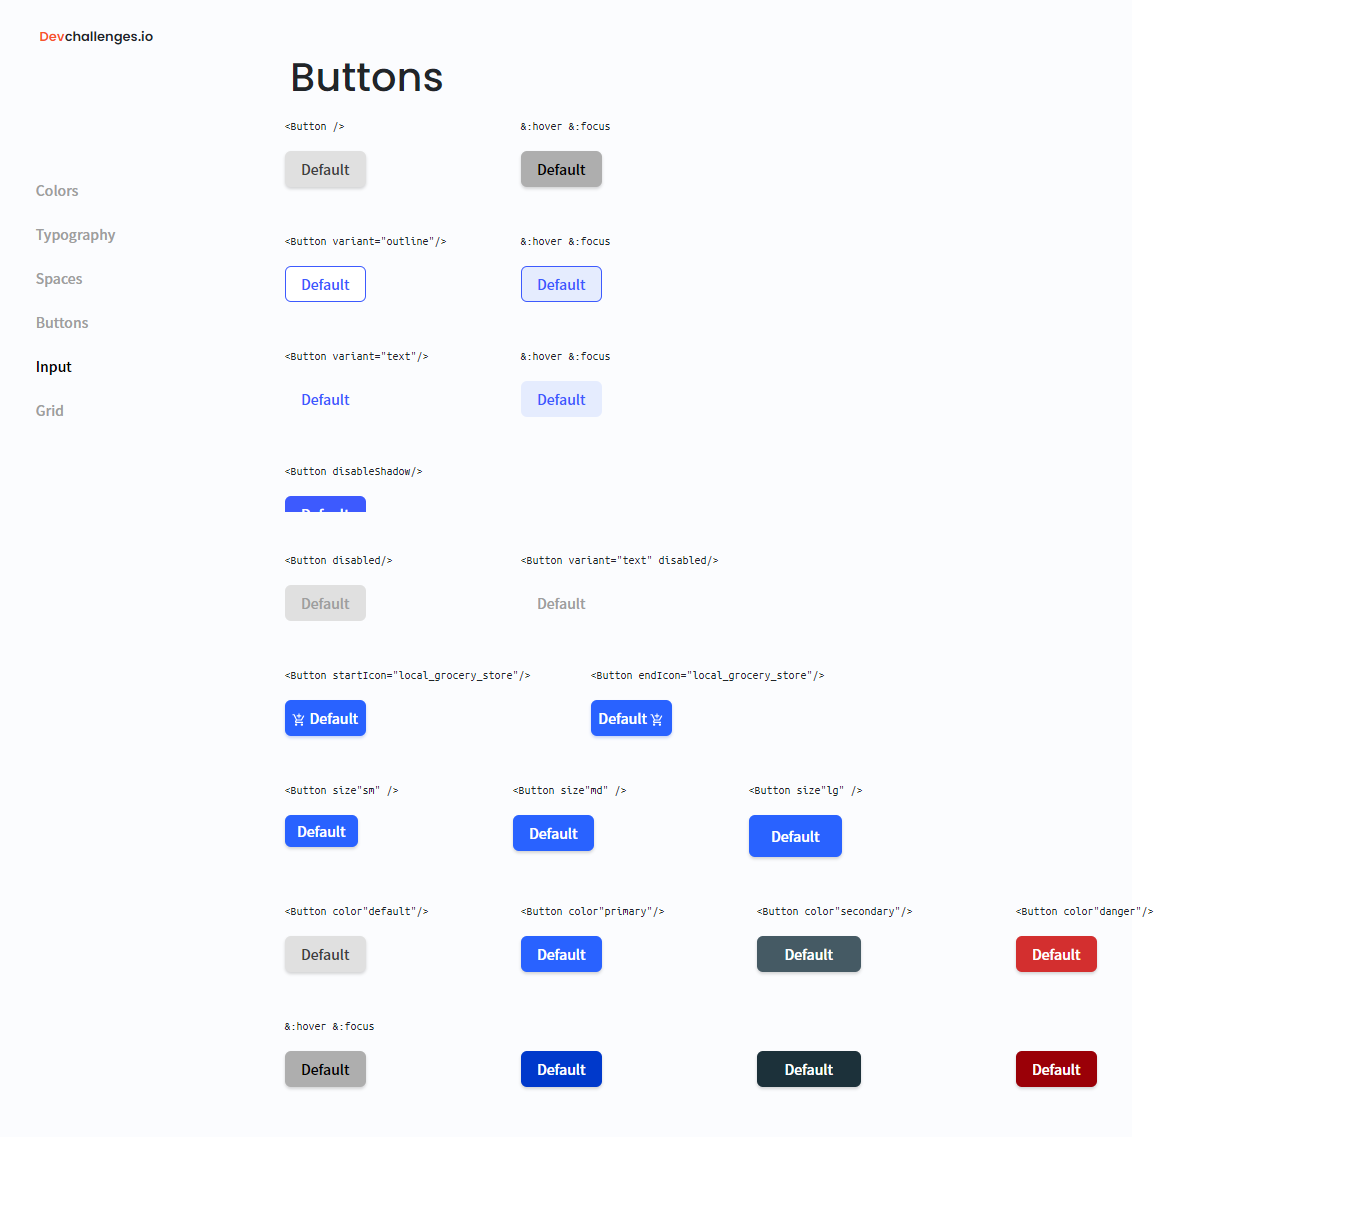 Devchallenges.io
Buttons
Colors
Typography
Spaces
Buttons
Input
Grid
<Button />
&:hover &:focus
Default
Default
<Button variant="outline"/>
&:hover &:focus
Default
Default
<Button variant="text"/>
&:hover &:focus
Default
Default
<Button disableShadow/>
Default
<Button disabled/>
<Button variant="text" disabled/>
Default
Default
<Button startIcon="local_grocery_store"/>
<Button endIcon="local_grocery_store"/>
Default
Default
<Button size"sm" />
<Button size"md" />
<Button size"lg" />
Default
Default
Default
<Button color"default"/>
<Button color"primary"/>
<Button color"secondary"/>
<Button color"danger"/>
Default
Default
Default
Default
&:hover &:focus
Default
Default
Default
Default